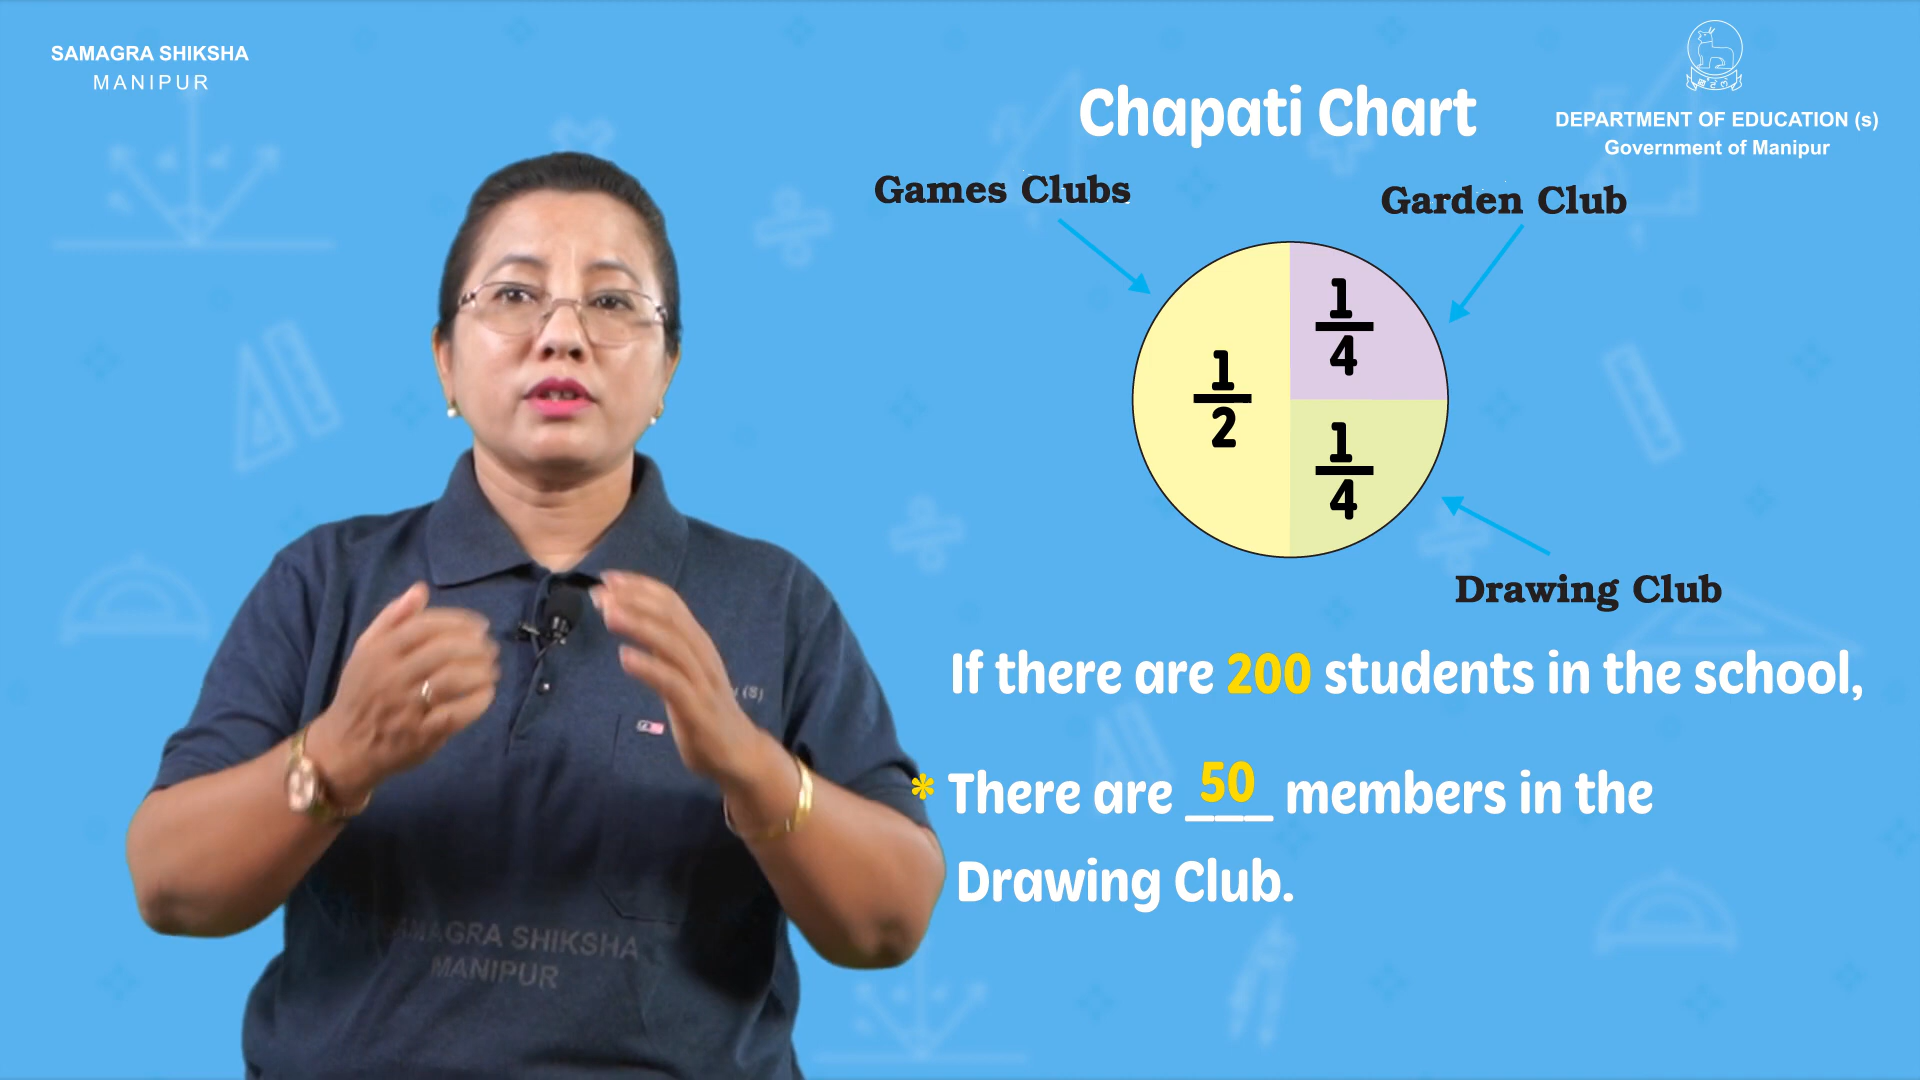 SAMAGRA SHIKSHA
MANIPUR
DEPARTMENT OF EDUCATION (s)
Government of Manipur
Chapati Chart
Games Clubs
Garden Club
1
4
1
2
1
4
Drawing Club
If there are 200 students in the school,
* There are 50 members in the
Drawing Club.
(S)
SAMAGRA SHIKSHA
MANIPUR